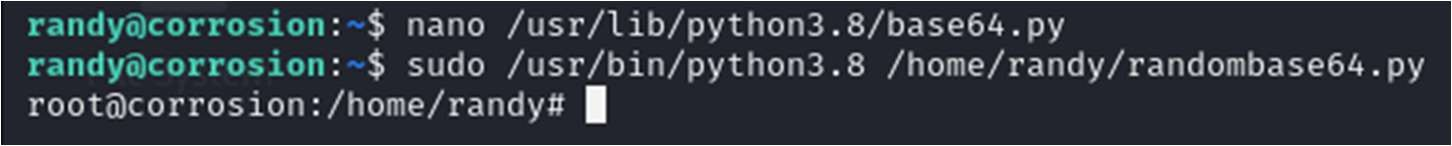 randy@corrosion:~$ nano /usr/lib/python3.8/base64.py
randy@corrosion:~$ sudo /usr/bin/python3.8 /home/randy/randombase64.py
root@corrosion:/home/randy#